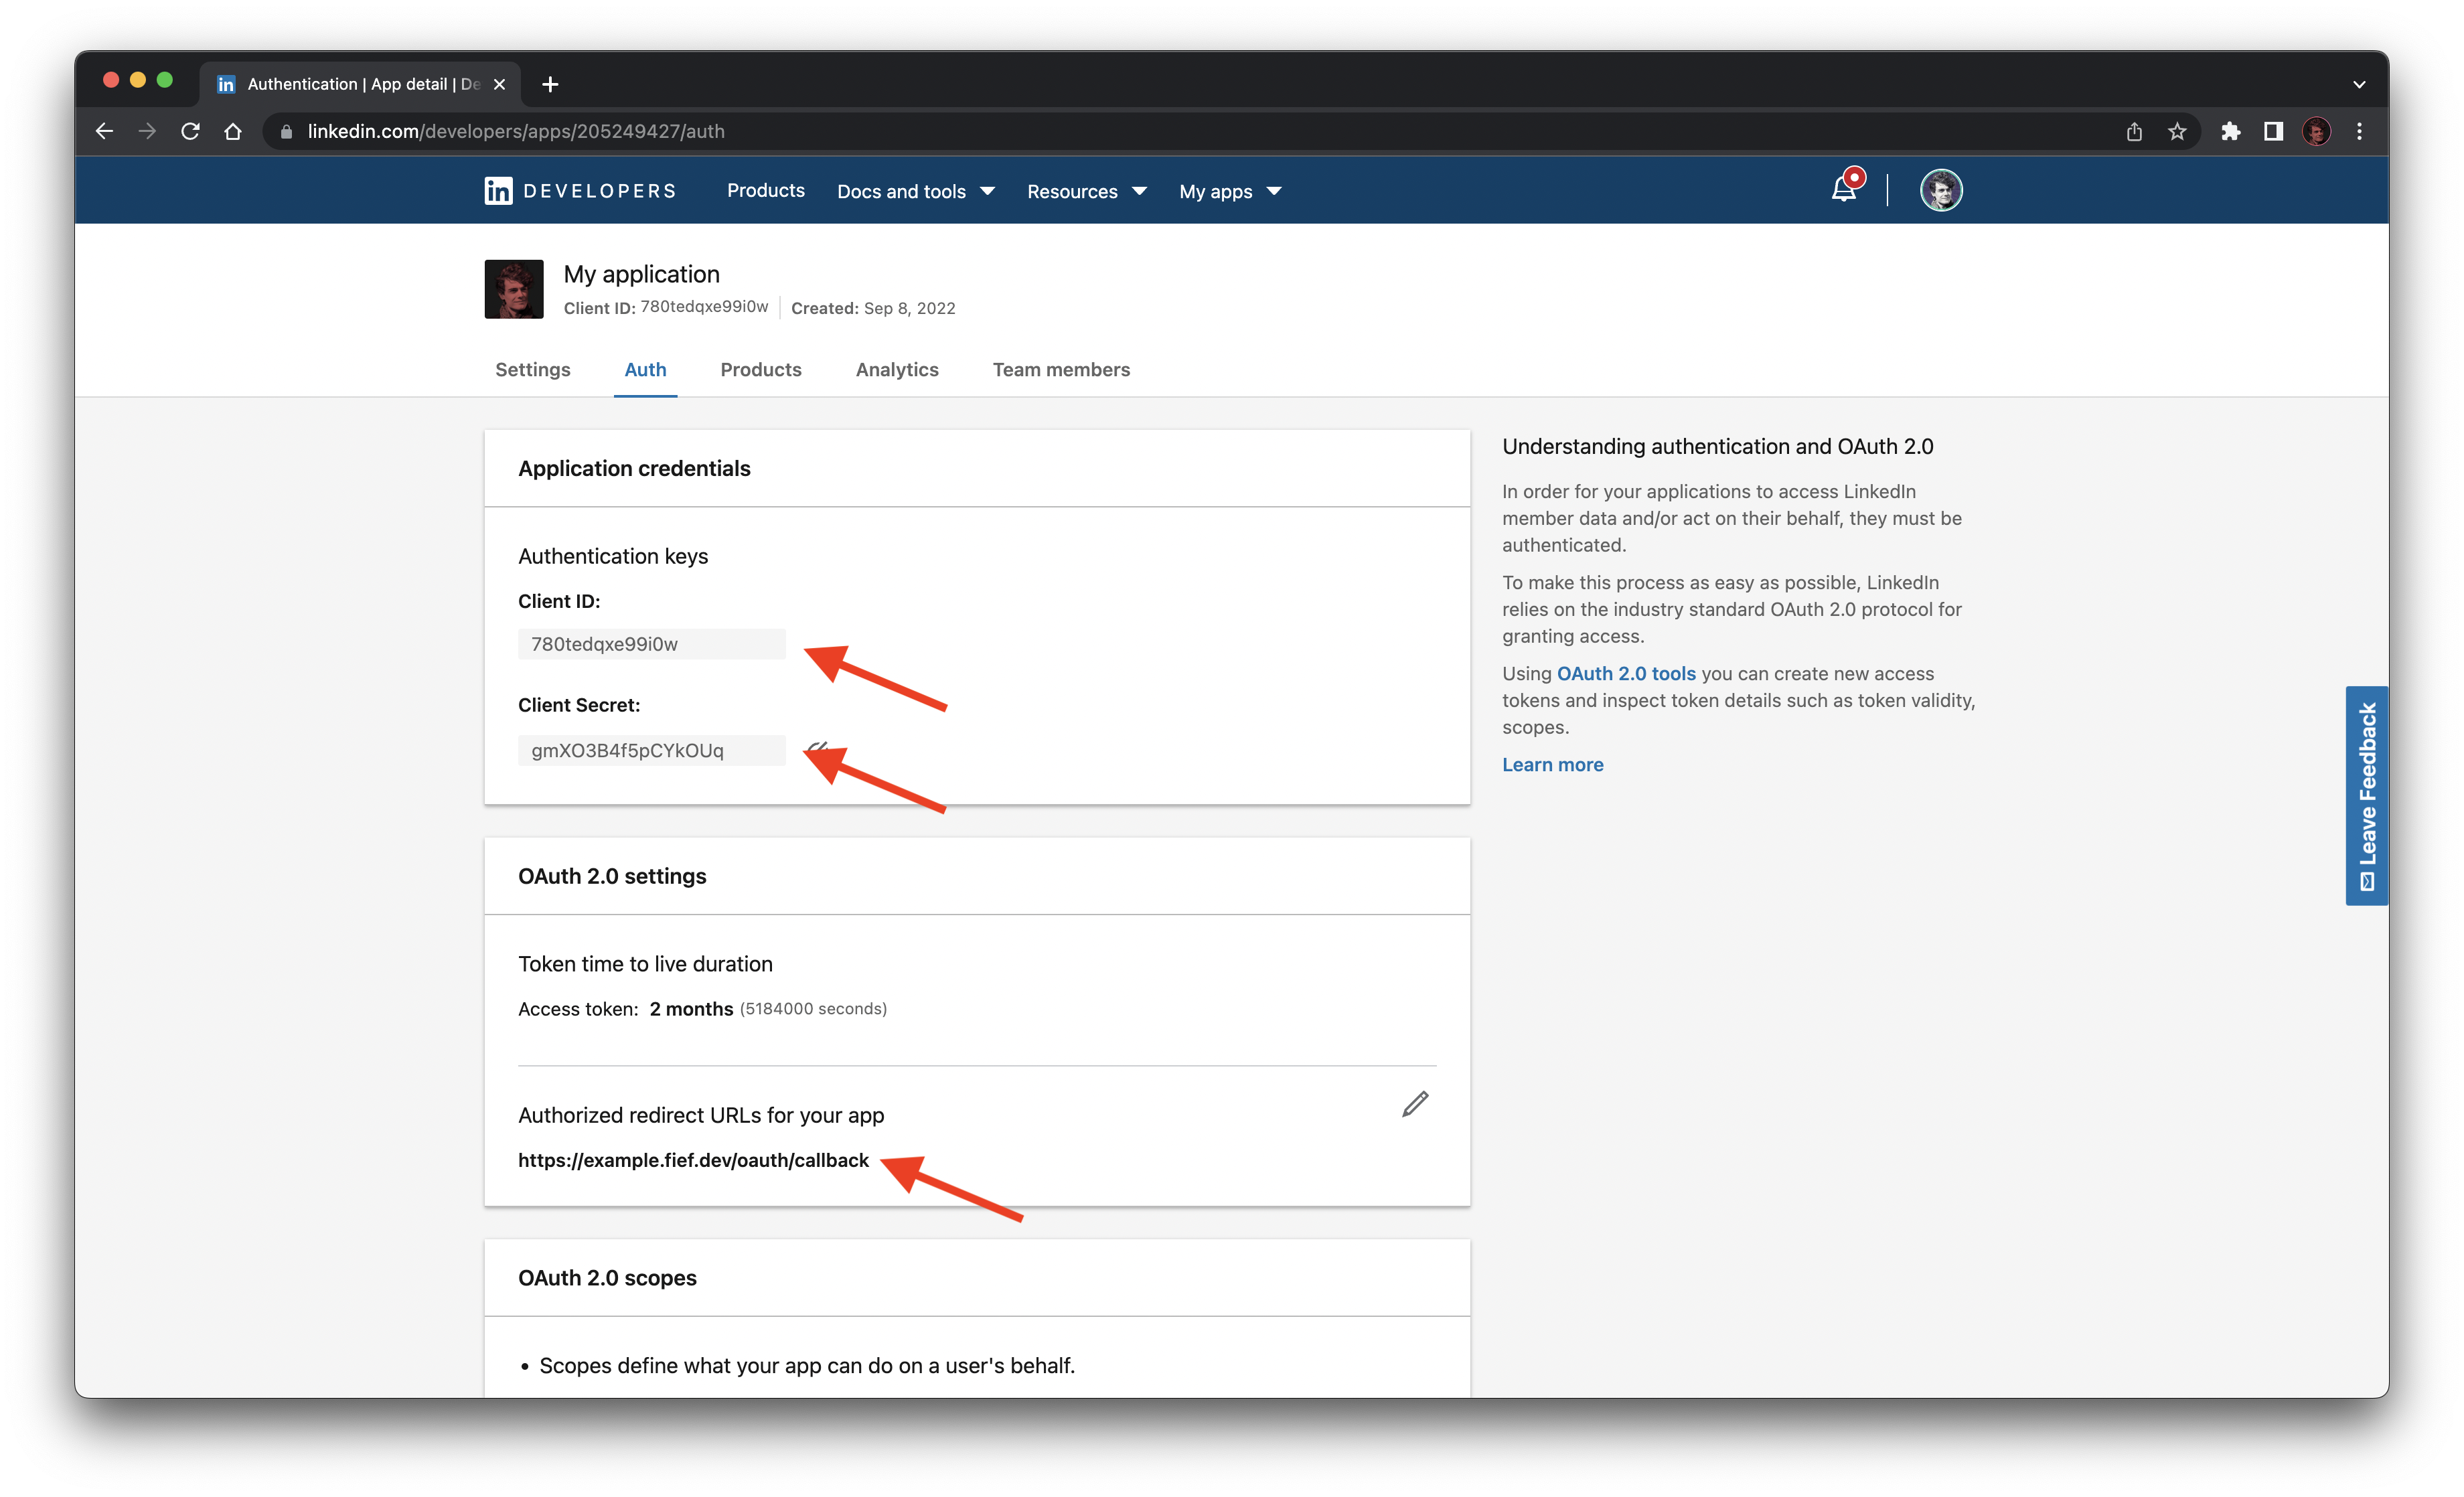 Authentication | App detail | De
linkedin.com/developers/apps/205249427/auth
in DEVELOPERS
Products
Docs and tools
Resources
My apps
My application
Client ID: 780tedqxe99i0w
Created: Sep 8, 2022
Settings
Auth
Products
Analytics
Team members
Application credentials
Authentication keys
Client ID:
780tedqxe99i0w
Client Secret:
gmXO3B4f5pCYkOUq
OAuth 2.0 settings
Token time to live duration
Access token: 2 months (5184000 seconds)
Authorized redirect URLs for your app
https://example.fief.dev/oauth/callback
OAuth 2.0 scopes
• Scopes define what your app can do on a user's behalf.
Understanding authentication and OAuth 2.0
In order for your applications to access LinkedIn
member data and/or act on their behalf, they must be
authenticated.
To make this process as easy as possible, LinkedIn
relies on the industry standard OAuth 2.0 protocol for
granting access.
Using OAuth 2.0 tools you can create new access
tokens and inspect token details such as token validity,
scopes.
Learn more
Leave Feedback